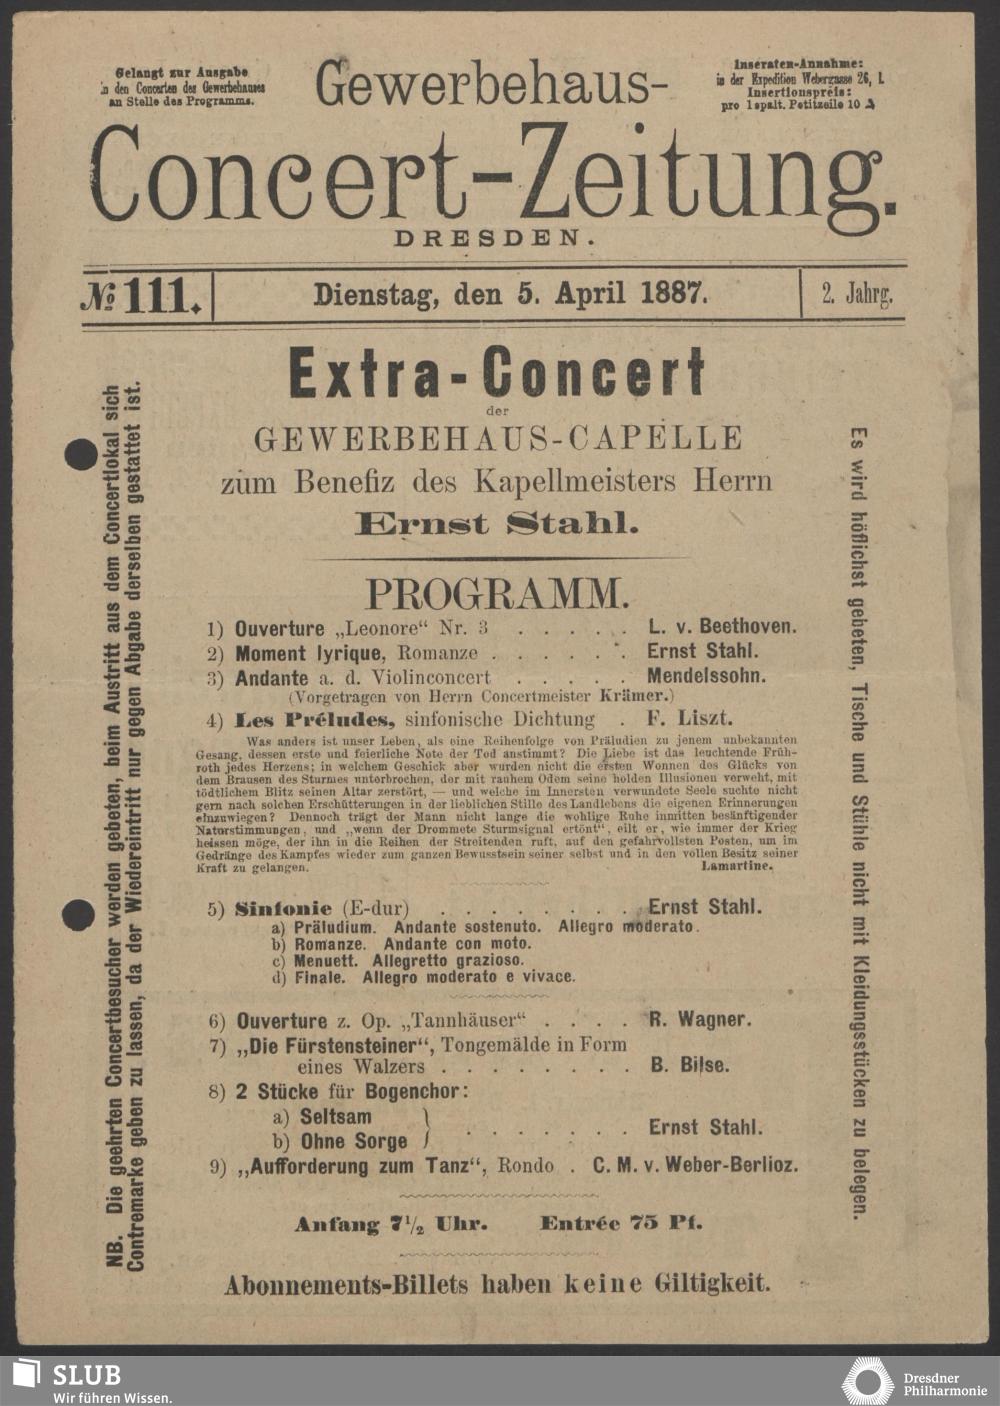 Gelangt zur Ausgabe
in den Concerten des Gewerbehauses
an Stelle des Programms.
Gewerbehaus-
Inseraten-Annahme:
in der Expedition Webergasse 26, I.
Insertionspreis:
pro 1spalt. Petitzeile 10 ₰
Concert-Zeitung.
DRESDEN.
№ 111.
Dienstag, den 5. April 1887.
2. Jahrg.
Extra-Concert
der
GEWERBEHAUS-CAPELLE
zum Benefiz des Kapellmeisters Herrn
Ernst Stahl.
PROGRAMM.
1) Ouverture „Leonore“ Nr. 3 . . . . . L. v. Beethoven.
2) Moment lyrique, Romanze . . . . . . Ernst Stahl.
3) Andante a. d. Violinconcert . . . . . Mendelssohn.
(Vorgetragen von Herrn Concertmeister Krämer.)
4) Les Préludes, sinfonische Dichtung . F. Liszt.
Was anders ist unser Leben, als eine Reihenfolge von Präludien zu jenem unbekannten
Gesang, dessen erste und feierliche Note der Tod anstimmt? Die Liebe ist das leuchtende Früh-
roth jedes Herzens; in welchem Geschick aber wurden nicht die ersten Wonnen des Glücks von
dem Brausen des Sturmes unterbrochen, der mit rauhem Odem seine holden Illusionen verweht, mit
tödtlichem Blitz seinen Altar zerstört, — und welche im Innersten verwundete Seele suchte nicht
gern nach solchen Erschütterungen in der lieblichen Stille des Landlebens die eigenen Erinnerungen
einzuwiegen? Dennoch trägt der Mann nicht lange die wohlige Ruhe inmitten besänftigender
Naturstimmungen, und „wenn der Drommete Sturmsignal ertönt“, eilt er, wie immer der Krieg
heissen möge, der ihn in die Reihen der Streitenden ruft, auf den gefahrvollsten Posten, um im
Gedränge des Kampfes wieder zum ganzen Bewusstsein seiner selbst und in den vollen Besitz seiner
Kraft zu gelangen. Lamartine.
5) Sinfonie (E-dur) . . . . . . . . Ernst Stahl.
a) Präludium. Andante sostenuto. Allegro moderato.
b) Romanze. Andante con moto.
c) Menuett. Allegretto grazioso.
d) Finale. Allegro moderato e vivace.
6) Ouverture z. Op. „Tannhäuser“ . . . . R. Wagner.
7) „Die Fürstensteiner“, Tongemälde in Form
eines Walzers . . . . . . . . B. Bilse.
8) 2 Stücke für Bogenchor:
a) Seltsam
b) Ohne Sorge } . . . . . . . Ernst Stahl.
9) „Aufforderung zum Tanz“, Rondo . C. M. v. Weber-Berlioz.
Anfang 7½ Uhr. Entrée 75 Pf.
Abonnements-Billets haben keine Giltigkeit.
NB. Die geehrten Concertbesucher werden gebeten, beim Austritt aus dem Concertlokal sich
Contremarke geben zu lassen, da der Wiedereintritt nur gegen Abgabe derselben gestattet ist.
Es wird höflichst gebeten, Tische und Stühle nicht mit Kleidungsstücken zu belegen.
SLUB
Wir führen Wissen.
Dresdner
Philharmonie